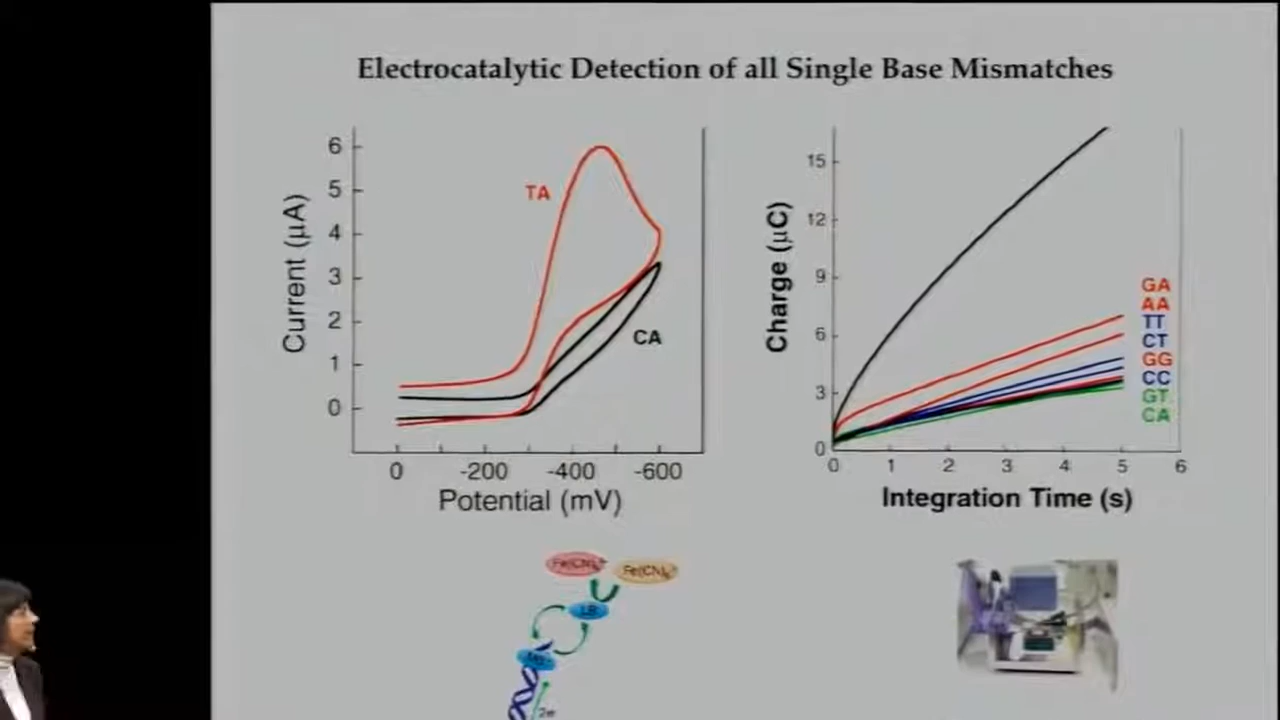 Electrocatalytic Detection of all Single Base Mismatches
6
5
4
3
2
1
0
Current (µA)
TA
CA
0
-200
-400
-600
Potential (mV)
15
12
9
6
3
0
Charge (µC)
GA
AA
TT
CT
GG
CC
GT
CA
0
1
2
3
4
5
6
Integration Time (s)
LB
2e